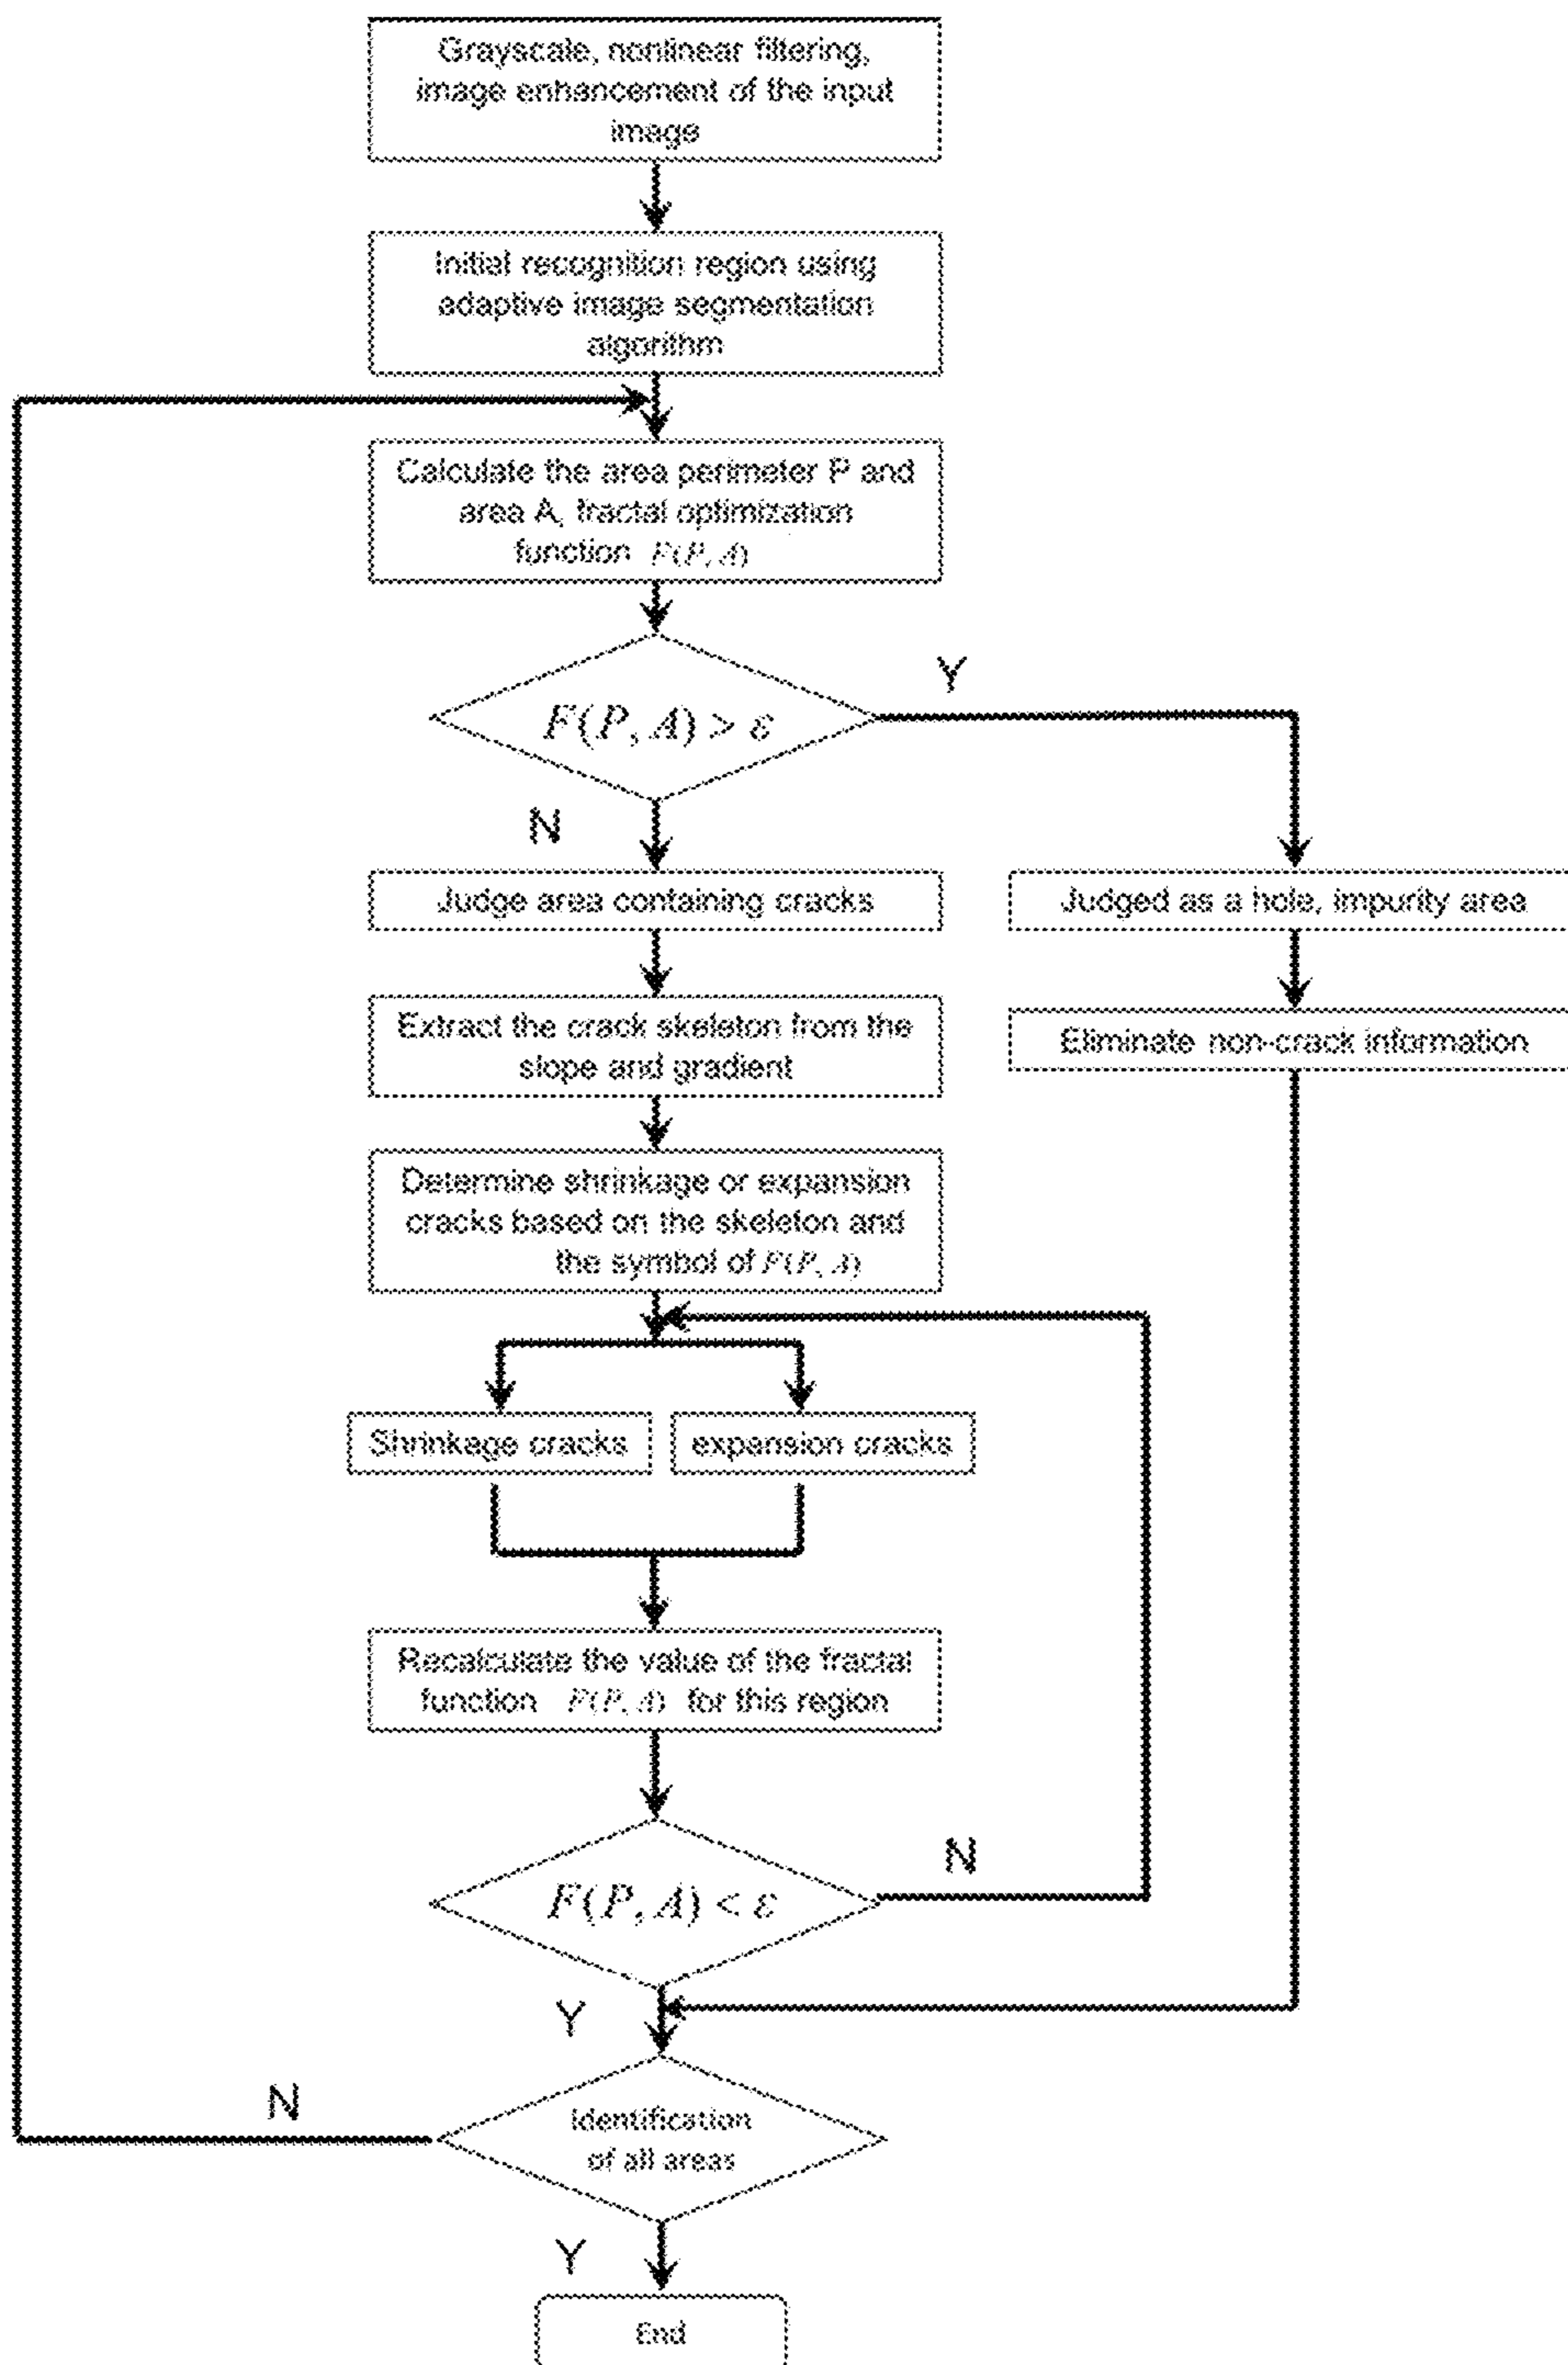 Grayscale, nonlinear filtering,
image enhancement of the input
image
Initial recognition region using
adaptive image segmentation
algorithm
Calculate the area perimeter P and
area A, fractal optimization
function F(P, A)
F(P, A) > ε
Y
N
Judge area containing cracks
Judged as a hole, impurity area
Extract the crack skeleton from the
slope and gradient
Eliminate non-crack information
Determine shrinkage or expansion
cracks based on the skeleton and
the symbol of F(P, A)
Shrinkage cracks
expansion cracks
Recalculate the value of the fractal
function F(P, A) for this region
F(P, A) < ε
N
Y
Identification
of all areas
N
Y
End